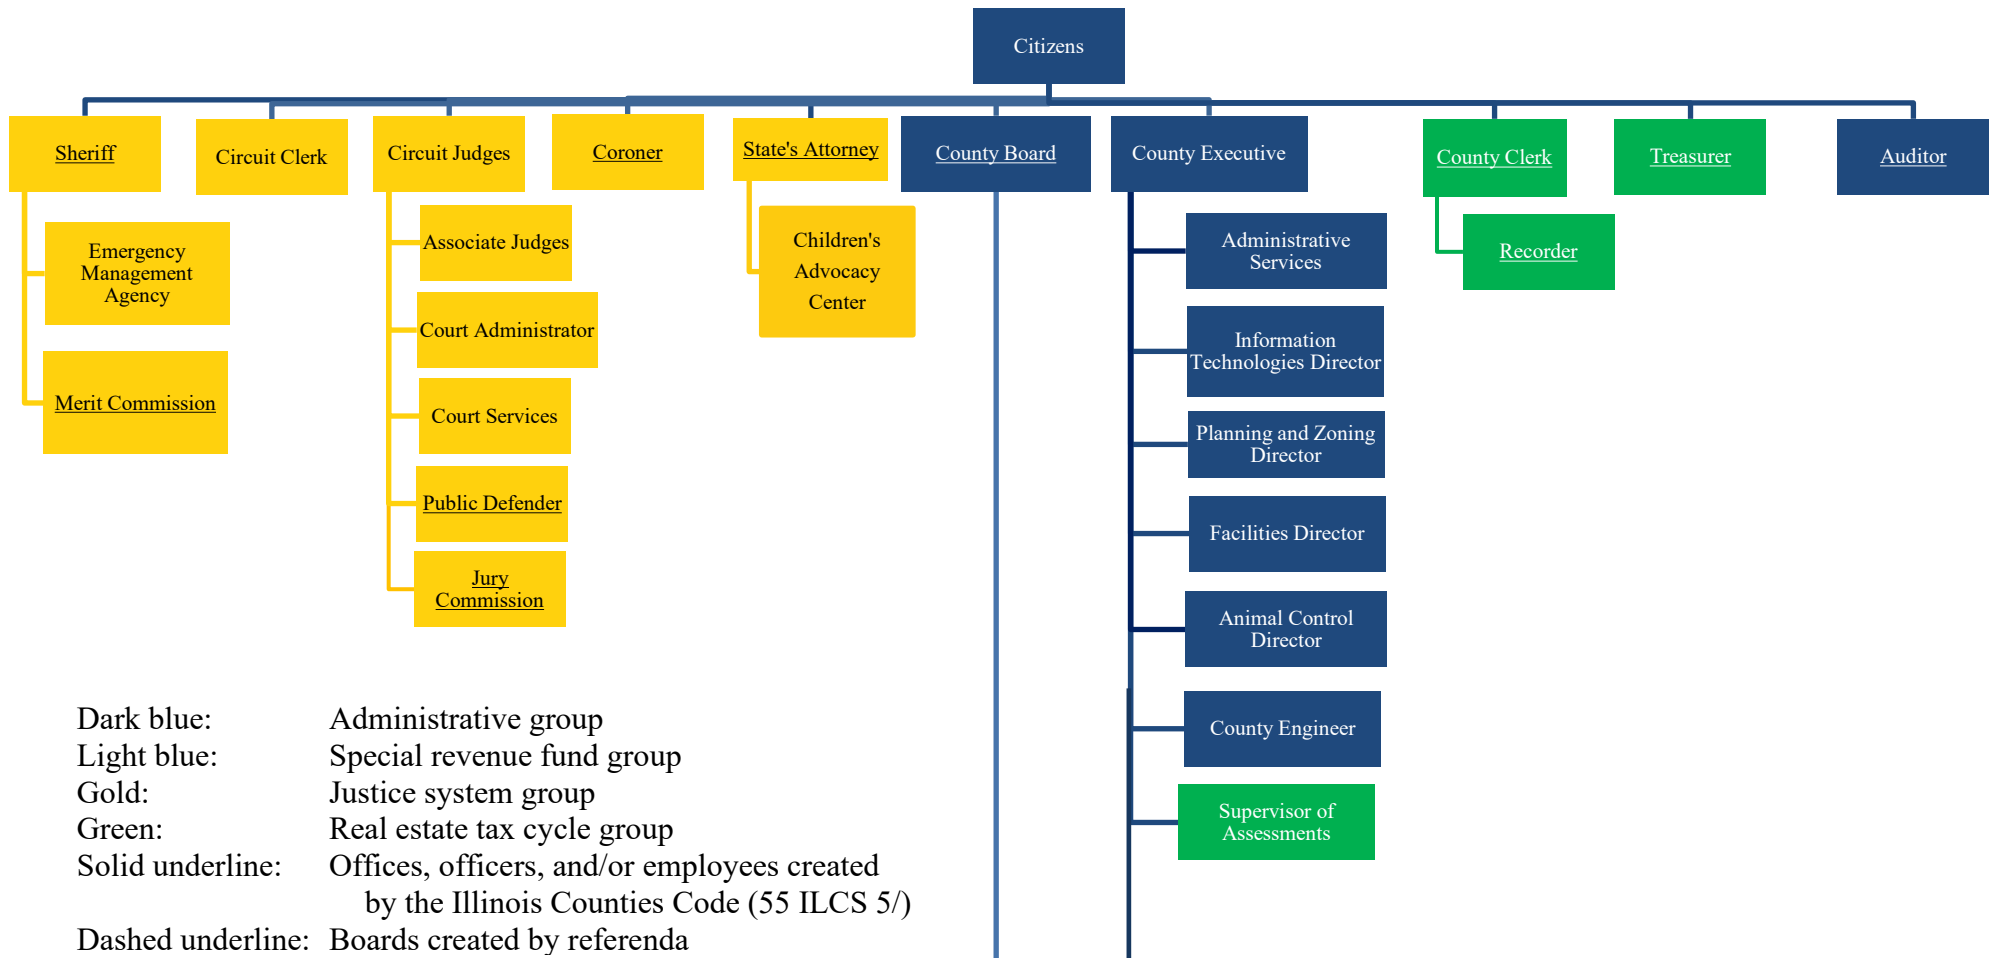 Citizens
Sheriff
Circuit Clerk
Circuit Judges
Coroner
State's Attorney
County Board
County Executive
County Clerk
Treasurer
Auditor
Emergency
Management
Agency
Merit Commission
Associate Judges
Court Administrator
Court Services
Public Defender
Jury
Commission
Children's
Advocacy
Center
Administrative
Services
Information
Technologies Director
Planning and Zoning
Director
Facilities Director
Animal Control
Director
County Engineer
Supervisor of
Assessments
Recorder
Dark blue: Administrative group
Light blue: Special revenue fund group
Gold: Justice system group
Green: Real estate tax cycle group
Solid underline: Offices, officers, and/or employees created
by the Illinois Counties Code (55 ILCS 5/)
Dashed underline: Boards created by referenda